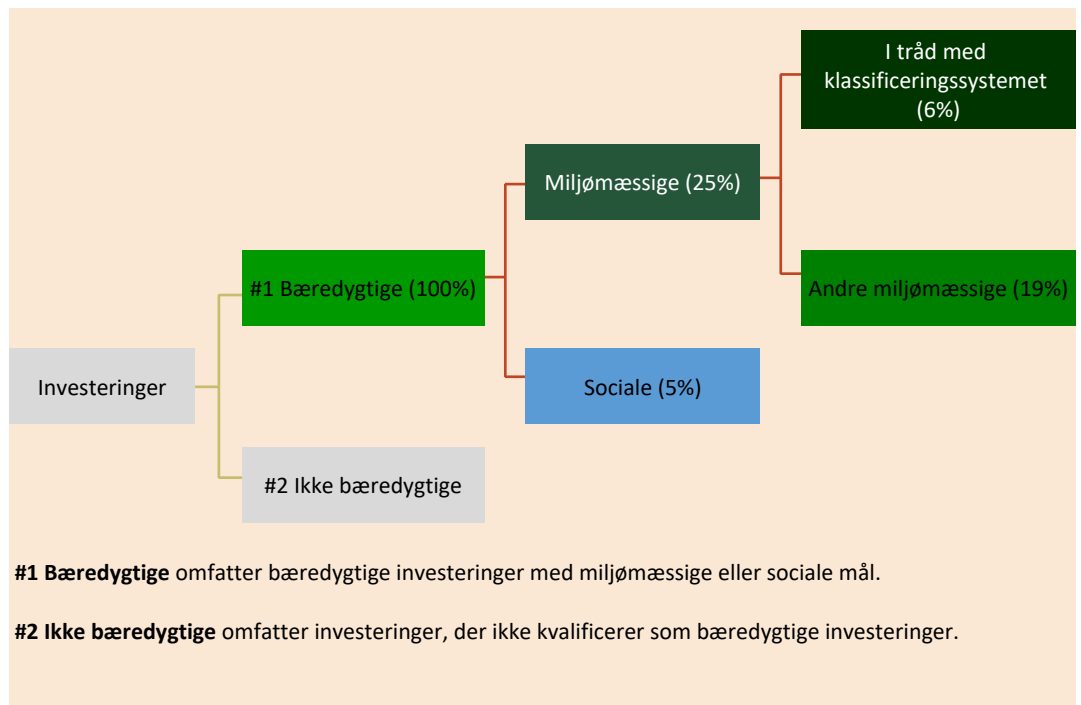 I tråd med
klassificeringssystemet
(6%)
Miljømæssige (25%)
#1 Bæredygtige (100%)
Andre miljømæssige (19%)
Investeringer
Sociale (5%)
#2 Ikke bæredygtige
#1 Bæredygtige omfatter bæredygtige investeringer med miljømæssige eller sociale mål.
#2 Ikke bæredygtige omfatter investeringer, der ikke kvalificerer som bæredygtige investeringer.